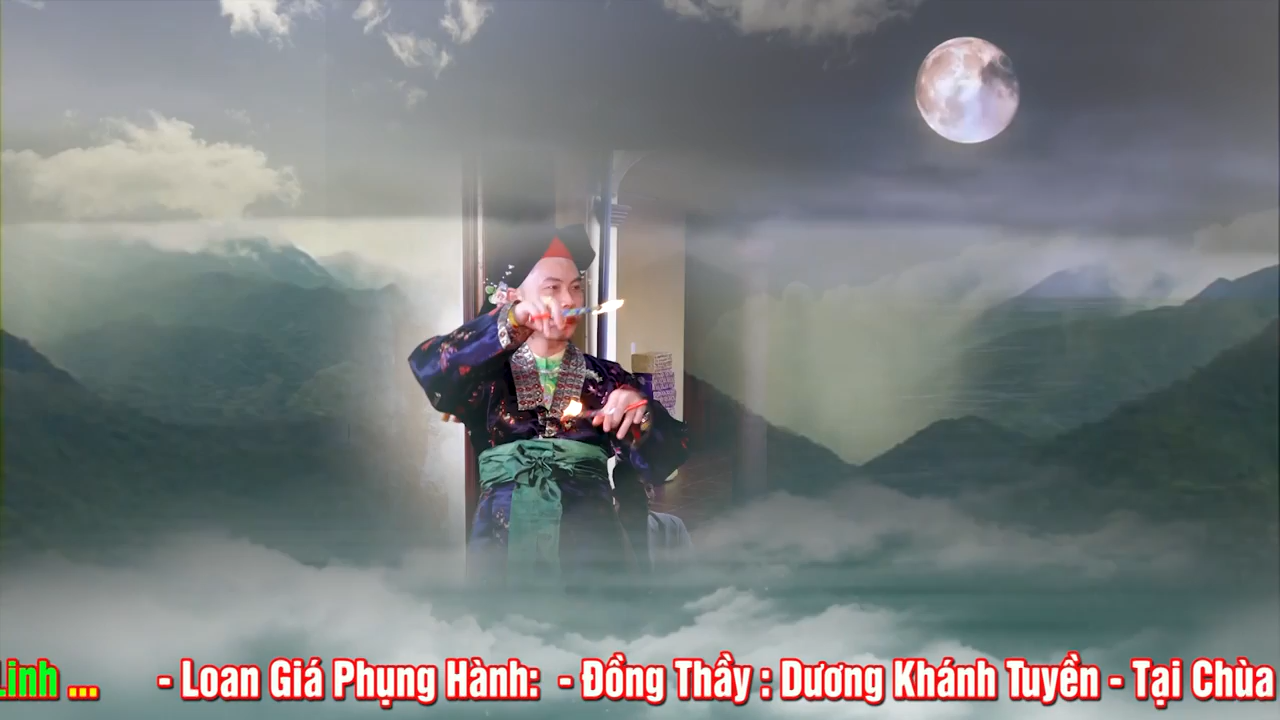 Linh ... - Loan Giá Phụng Hành: - Đồng Thầy : Dương Khánh Tuyền - Tại Chùa